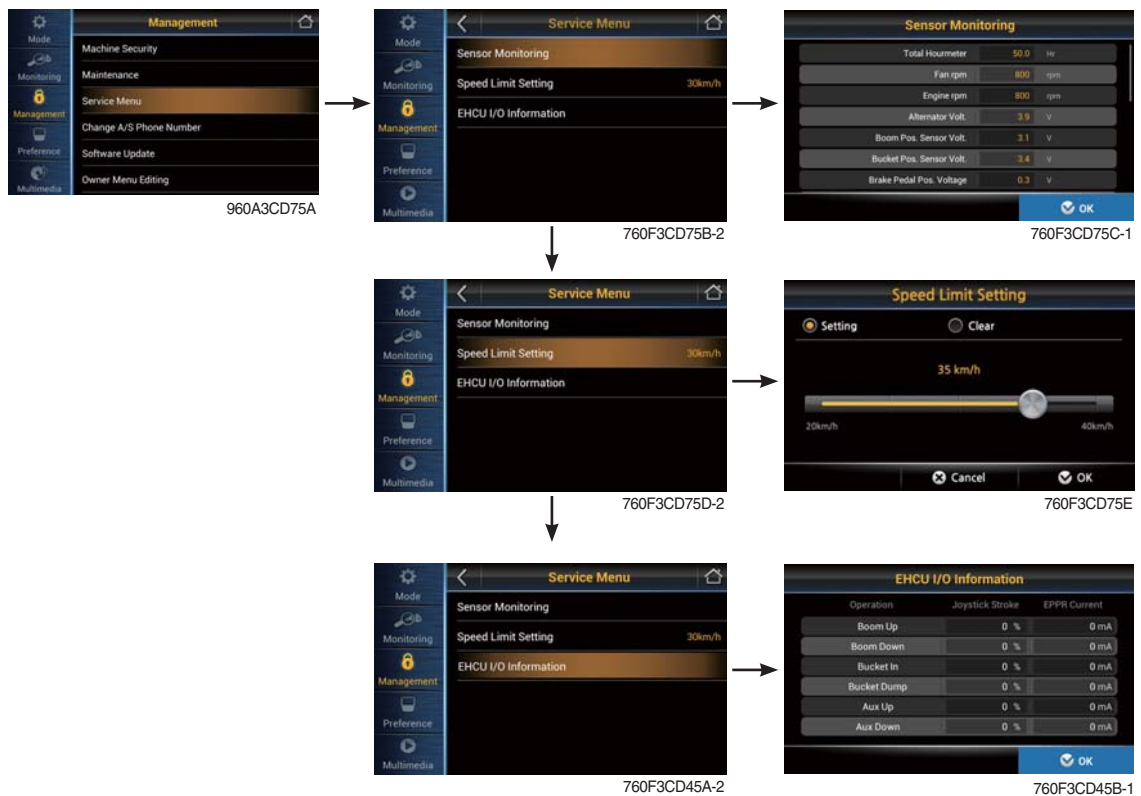 Mode
Monitoring
Management
Preference
Multimedia
Management
Machine Security
Maintenance
Service Menu
Change A/S Phone Number
Software Update
Owner Menu Editing
960A3CD75A
Mode
Monitoring
Management
Preference
Multimedia
Service Menu
Sensor Monitoring
Speed Limit Setting 30km/h
EHCU I/O Information
760F3CD75B-2
Sensor Monitoring
Total Hourmeter 50.0 Hr
Fan rpm 800 rpm
Engine rpm 800 rpm
Alternator Volt. 3.9 V
Boom Pos. Sensor Volt. 3.1 V
Bucket Pos. Sensor Volt. 3.4 V
Brake Pedal Pos. Voltage 0.3 V
OK
760F3CD75C-1
Mode
Monitoring
Management
Preference
Multimedia
Service Menu
Sensor Monitoring
Speed Limit Setting 30km/h
EHCU I/O Information
760F3CD75D-2
Speed Limit Setting
Setting Clear
35 km/h
20km/h 40km/h
Cancel OK
760F3CD75E
Mode
Monitoring
Management
Preference
Multimedia
Service Menu
Sensor Monitoring
Speed Limit Setting 30km/h
EHCU I/O Information
760F3CD45A-2
EHCU I/O Information
Operation Joystick Stroke EPPR Current
Boom Up 0 % 0 mA
Boom Down 0 % 0 mA
Bucket In 0 % 0 mA
Bucket Dump 0 % 0 mA
Aux Up 0 % 0 mA
Aux Down 0 % 0 mA
OK
760F3CD45B-1